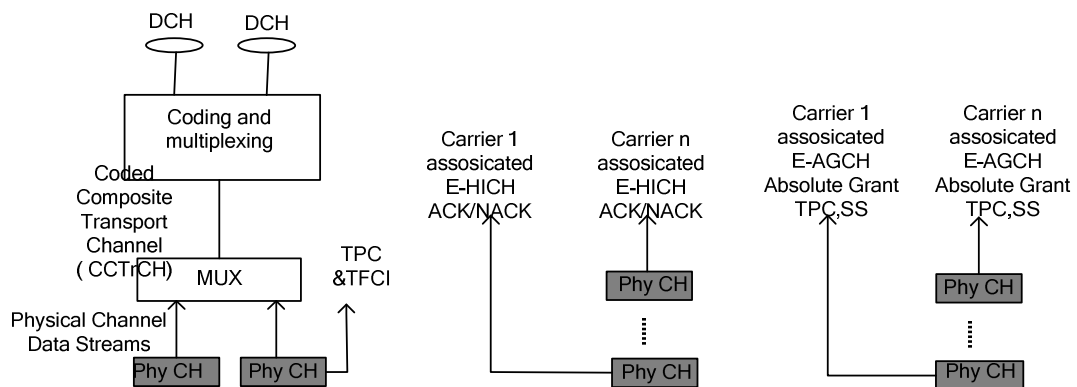 DCH
DCH
Coding and
multiplexing
Coded
Composite
Transport
Channel
( CCTrCH)
MUX
TPC
&TFCI
Physical Channel
Data Streams
Phy CH
Phy CH
Carrier 1
assosicated
E-HICH
ACK/NACK
Carrier n
assosicated
E-HICH
ACK/NACK
Phy CH
Phy CH
Carrier 1
assosicated
E-AGCH
Absolute Grant
TPC,SS
Carrier n
assosicated
E-AGCH
Absolute Grant
TPC,SS
Phy CH
Phy CH